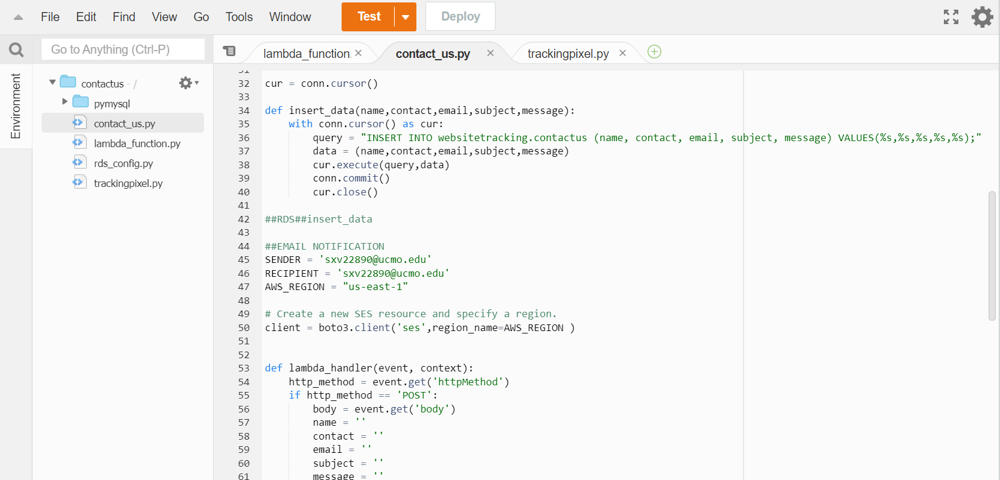 File Edit Find View Go Tools Window Test Deploy
Go to Anything (Ctrl-P)
lambda_function. × contact_us.py × trackingpixel.py ×
Environment
contactus - /
pymysql
contact_us.py
lambda_function.py
rds_config.py
trackingpixel.py
31
32 cur = conn.cursor()
33
34 def insert_data(name,contact,email,subject,message):
35     with conn.cursor() as cur:
36         query = "INSERT INTO websitetracking.contactus (name, contact, email, subject, message) VALUES(%s,%s,%s,%s,%s);"
37         data = (name,contact,email,subject,message)
38         cur.execute(query,data)
39         conn.commit()
40         cur.close()
41
42 ##RDS##insert_data
43
44 ##EMAIL NOTIFICATION
45 SENDER = 'sxv22890@ucmo.edu'
46 RECIPIENT = 'sxv22890@ucmo.edu'
47 AWS_REGION = "us-east-1"
48
49 # Create a new SES resource and specify a region.
50 client = boto3.client('ses',region_name=AWS_REGION )
51
52
53 def lambda_handler(event, context):
54     http_method = event.get('httpMethod')
55     if http_method == 'POST':
56         body = event.get('body')
57         name = ''
58         contact = ''
59         email = ''
60         subject = ''
61         message = ''